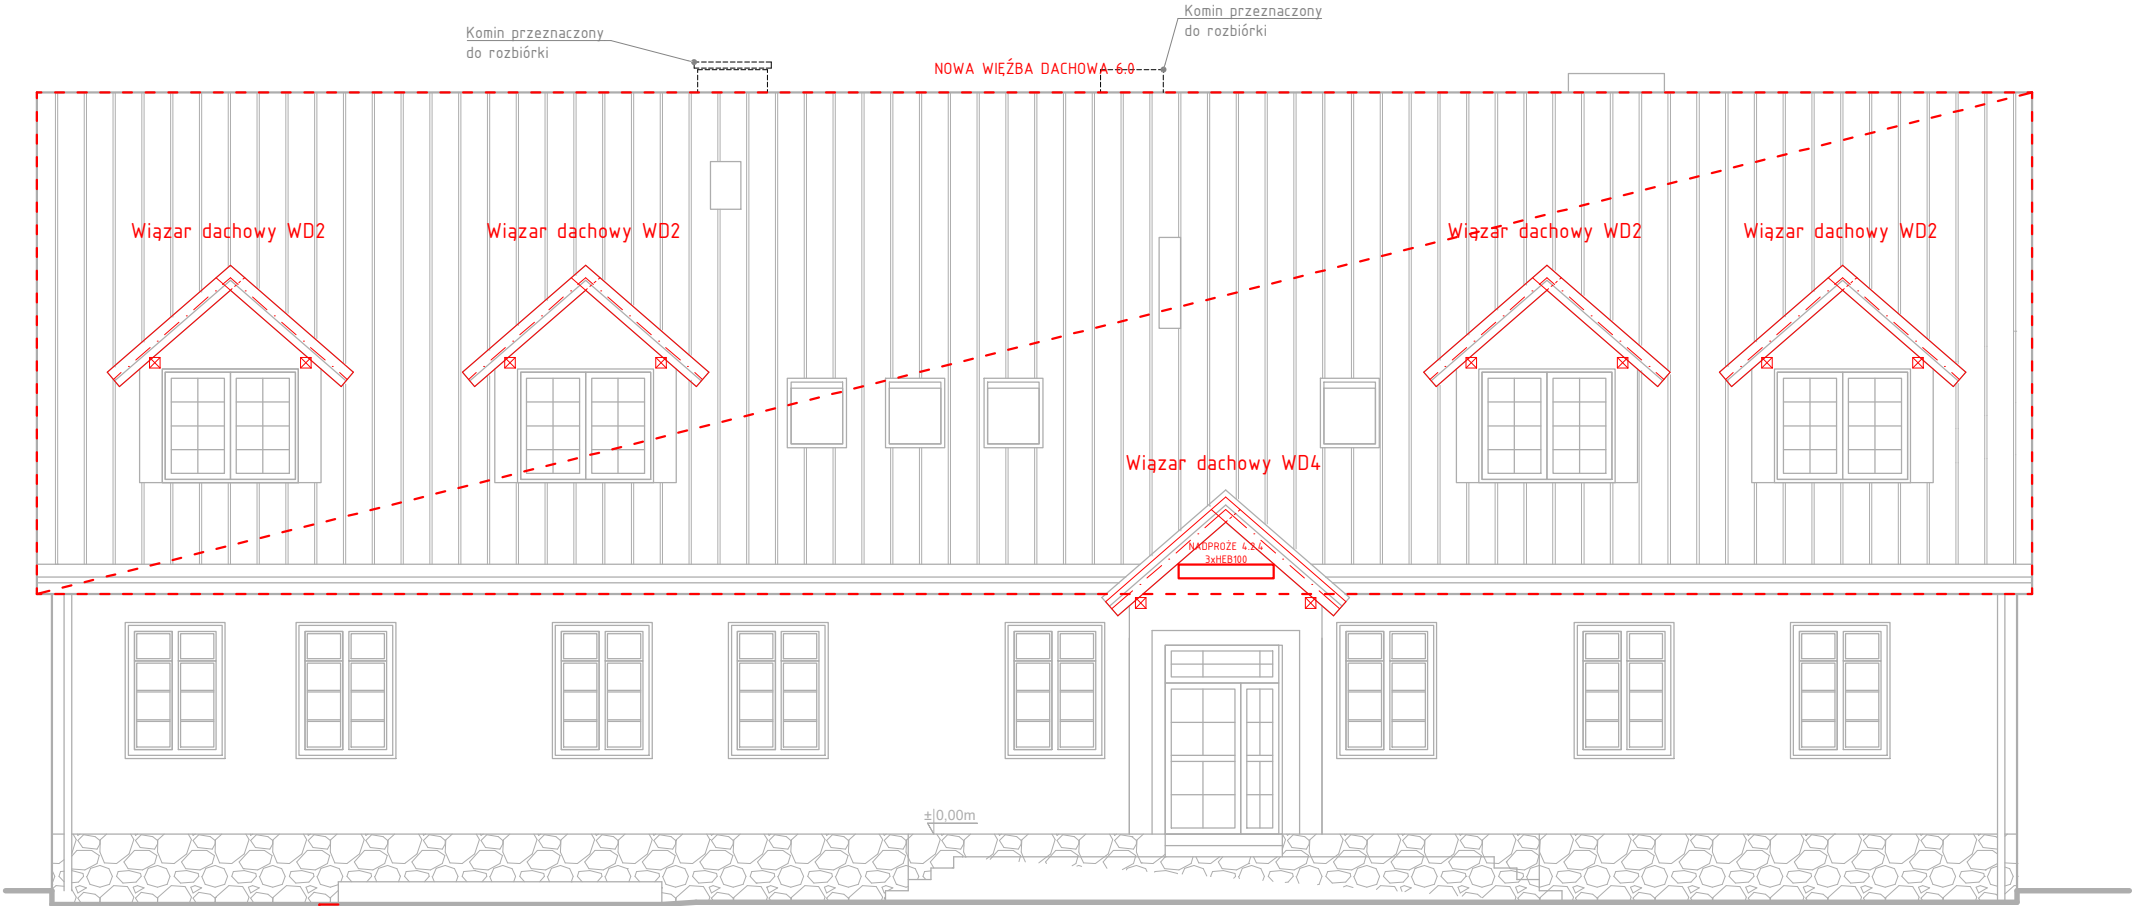 Komin przeznaczony
do rozbiórki
Komin przeznaczony
do rozbiórki
NOWA WIĘŹBA DACHOWA 6.0
Wiązar dachowy WD2
Wiązar dachowy WD2
Wiązar dachowy WD2
Wiązar dachowy WD2
Wiązar dachowy WD4
NADPROŻE 4.2.4
3xHEB100
±0,00m